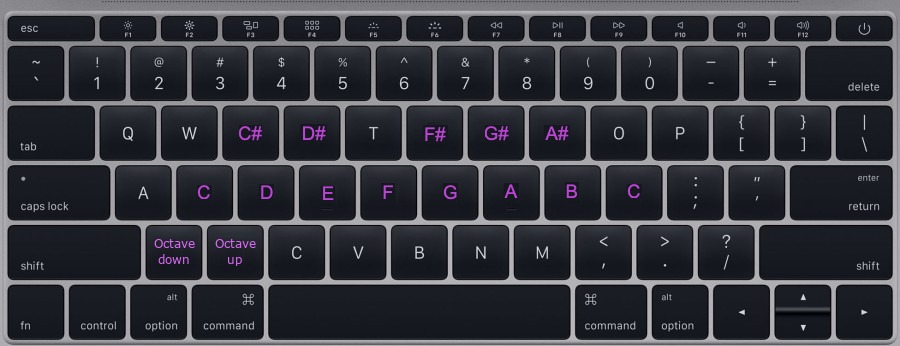 esc F1 F2 F3 F4 F5 F6 F7 F8 F9 F10 F11 F12
~ ! @ # $ % ^ & * ( ) — +
` 1 2 3 4 5 6 7 8 9 0 - = delete
tab Q W C# D# T F# G# A# O P { [ } ] | \
caps lock A C D E F G A B C : ; " ' enter return
shift Octave down Octave up C V B N M < , > . ? / shift
fn control alt option ⌘ command ⌘ command alt option ◄ ▲ ▼ ►